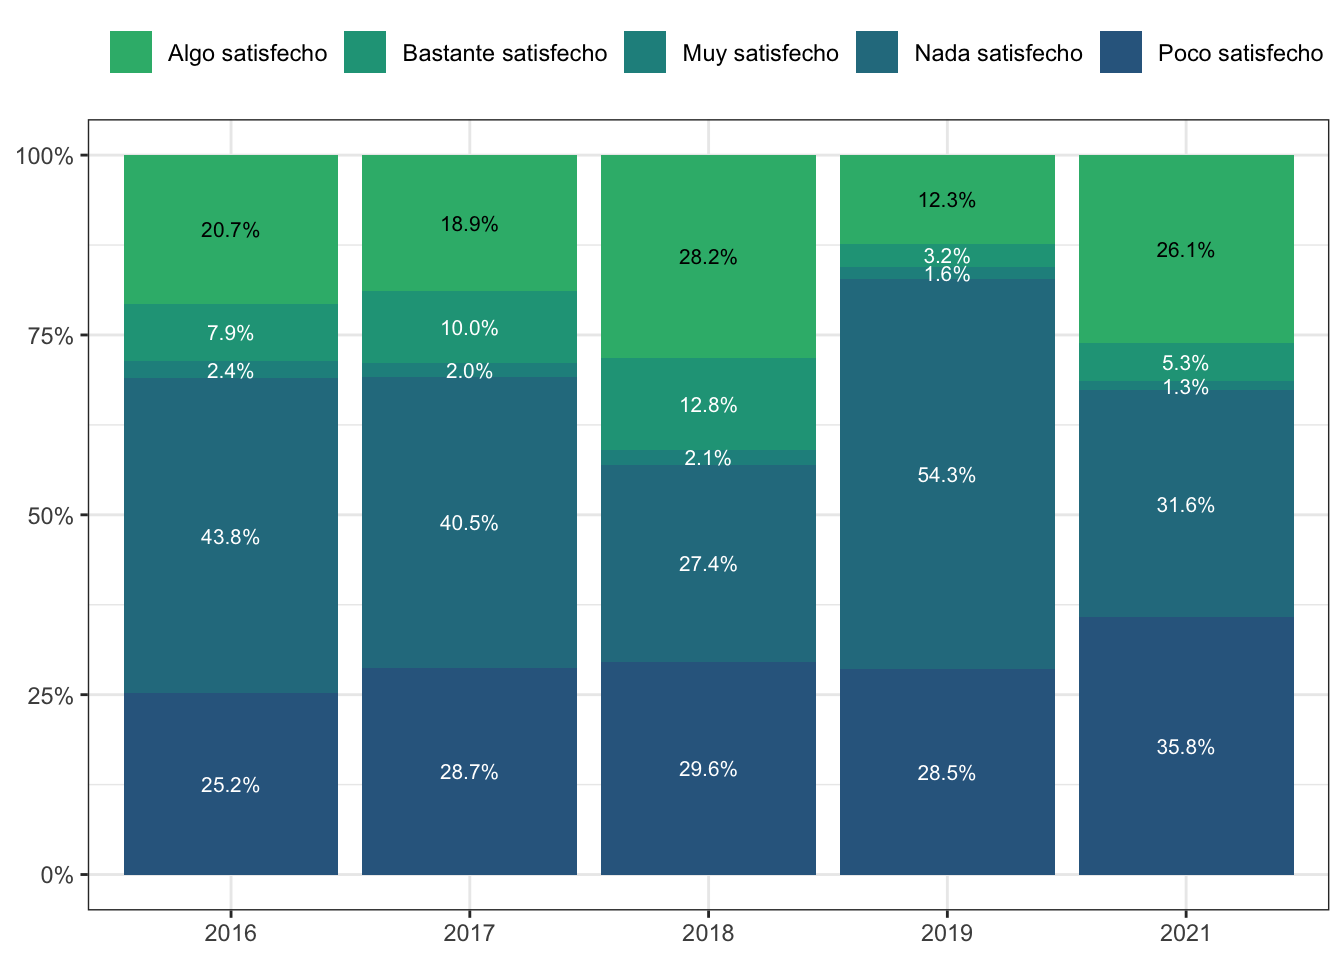 Algo satisfecho Bastante satisfecho Muy satisfecho Nada satisfecho Poco satisfecho
100%
75%
50%
25%
0%
20.7% 18.9% 28.2% 12.3% 26.1%
7.9% 10.0% 12.8% 3.2% 5.3%
2.4% 2.0% 2.1% 1.6% 1.3%
43.8% 40.5% 27.4% 54.3% 31.6%
25.2% 28.7% 29.6% 28.5% 35.8%
2016 2017 2018 2019 2021